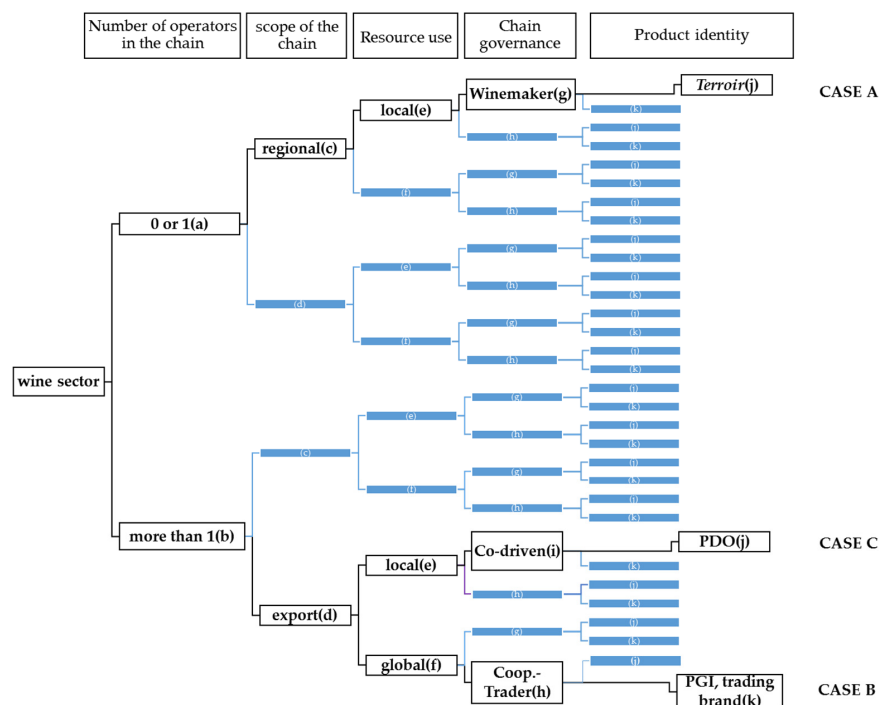 Number of operators
in the chain
scope of the
chain
Resource use
Chain
governance
Product identity
Terroir(j)
CASE A
Winemaker(g)
local(e)
(k)
(j)
(h)
(k)
regional(c)
(j)
(g)
(k)
(f)
(j)
(h)
(k)
0 or 1(a)
(j)
(g)
(k)
(e)
(j)
(h)
(k)
(d)
(j)
(g)
(k)
(f)
(j)
(h)
(k)
wine sector
(j)
(g)
(k)
(e)
(j)
(h)
(k)
(c)
(j)
(g)
(k)
(f)
(j)
(h)
(k)
more than 1(b)
PDO(j)
CASE C
Co-driven(i)
local(e)
(k)
(j)
(h)
(k)
export(d)
(j)
(g)
(k)
(j)
global(f)
Coop.-
Trader(h)
PGI, trading
brand(k)
CASE B